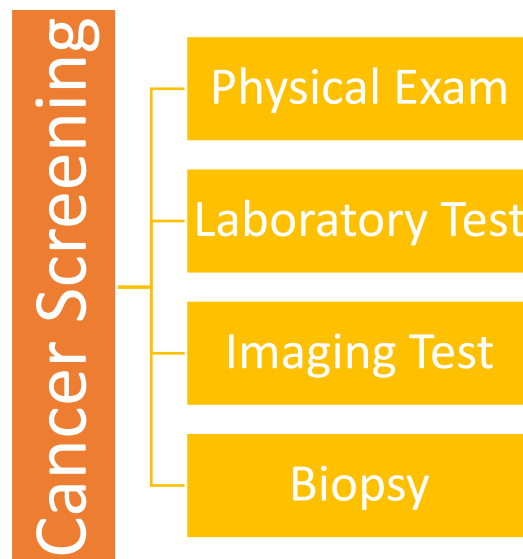 Cancer Screening
Physical Exam
Laboratory Test
Imaging Test
Biopsy